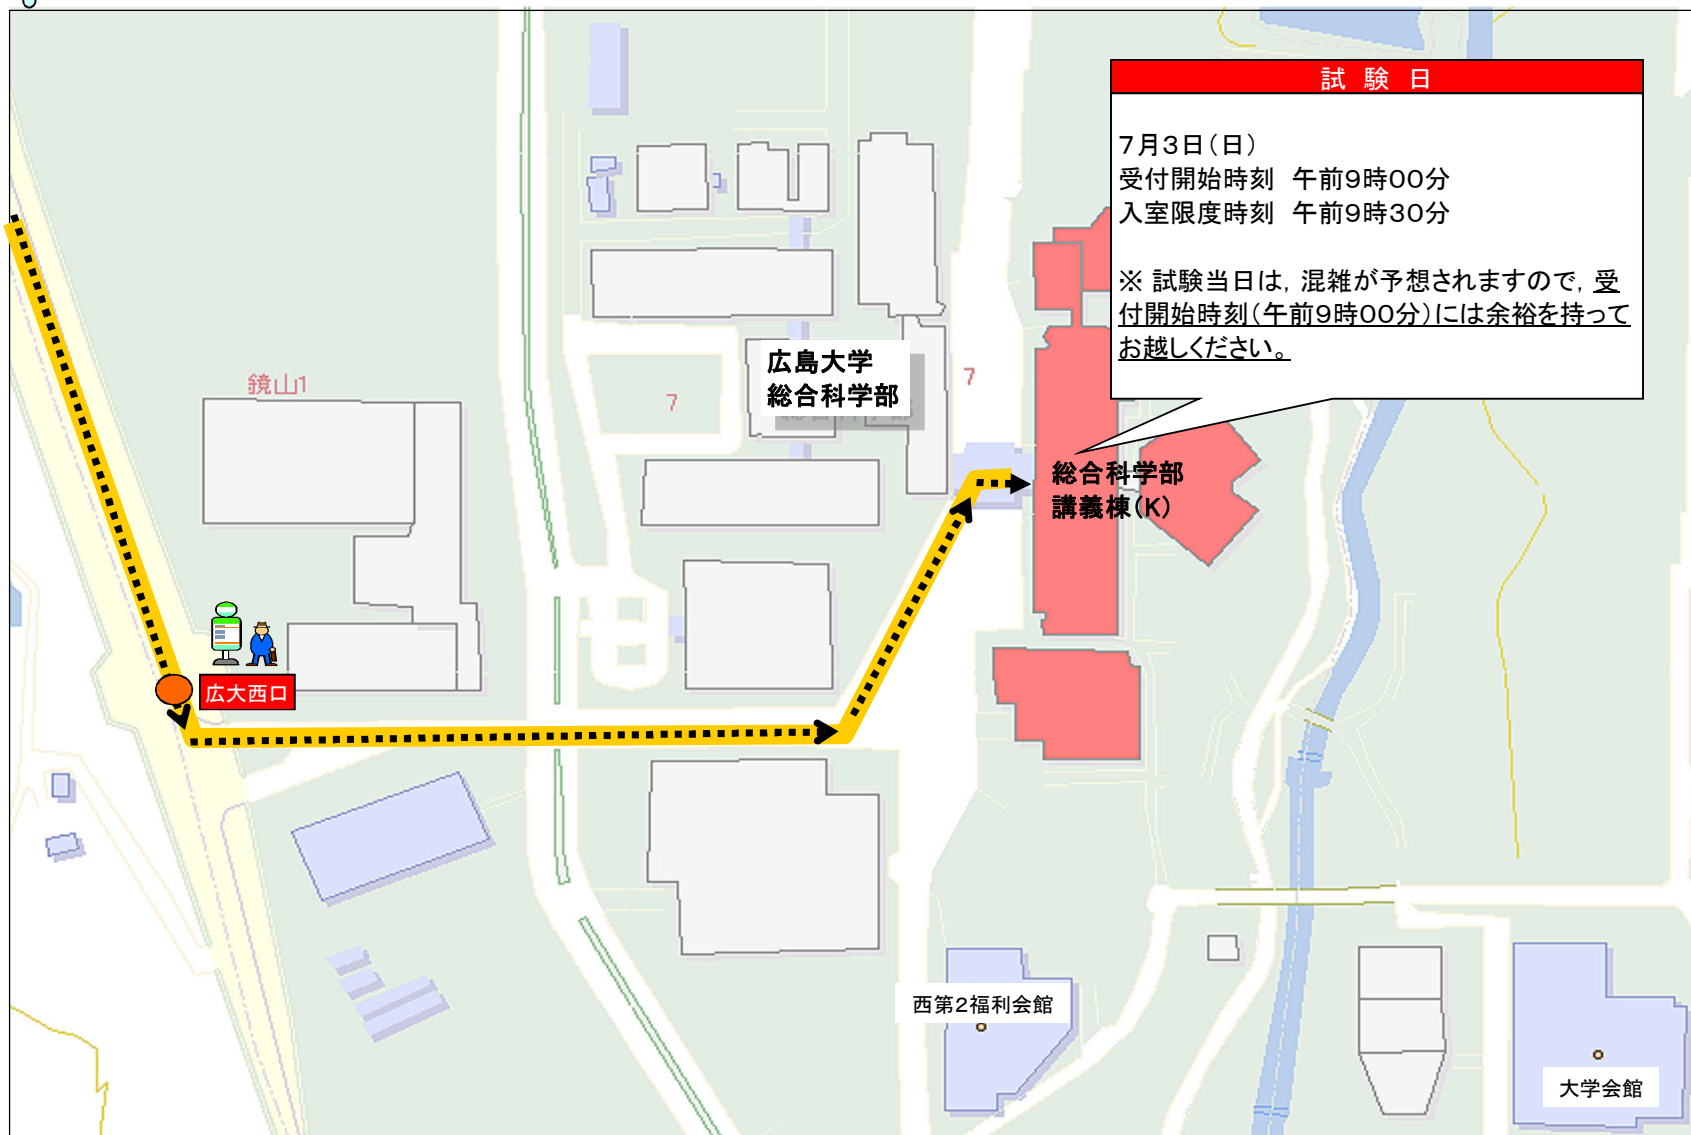 試 験 日
7月3日(日)
受付開始時刻 午前9時00分
入室限度時刻 午前9時30分
※ 試験当日は, 混雑が予想されますので, 受
付開始時刻(午前9時00分)には余裕を持って
お越しください。
鏡山1
7
広島大学
総合科学部
7
総合科学部
講義棟(K)
広大西口
西第2福利会館
大学会館